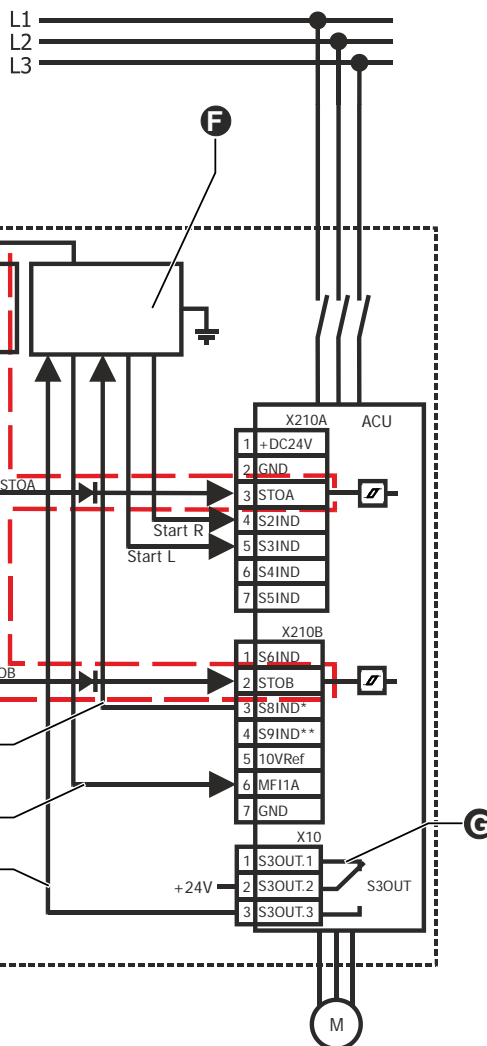 L1
L2
L3
F
X210A
ACU
1 +DC24V
2 GND
STOA
3 STOA
4 S2IND
Start R
5 S3IND
Start L
6 S4IND
7 S5IND
X210B
1 S6IND
OB
2 STOB
3 S8IND*
4 S9IND**
5 10VRef
6 MFI1A
7 GND
G
X10
1 S3OUT.1
+24V
2 S3OUT.2
S3OUT
3 S3OUT.3
M